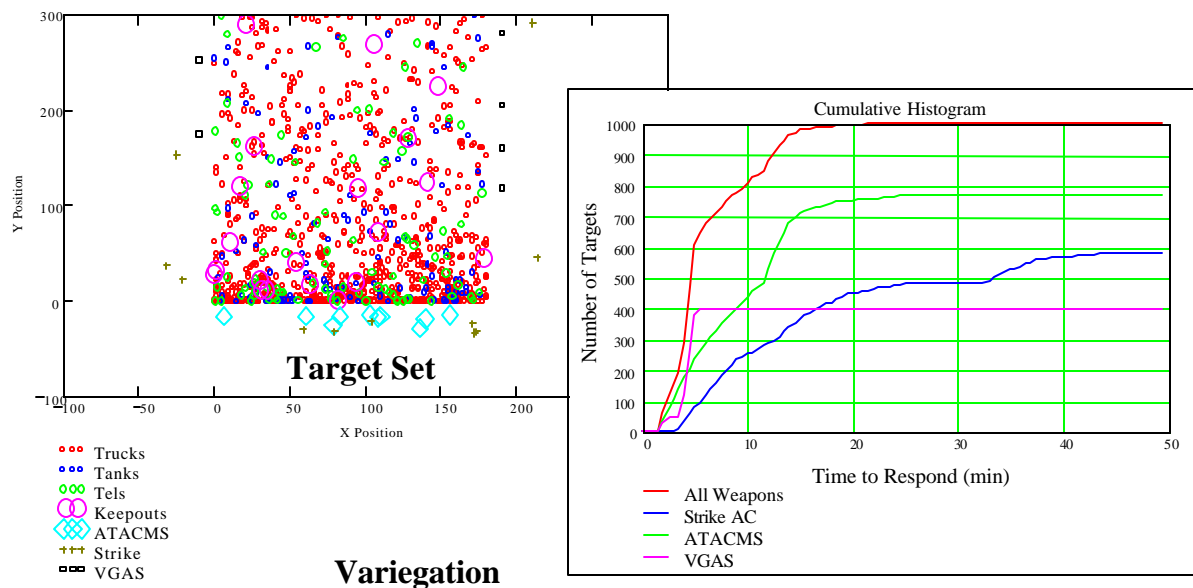 300
200
100
0
−100
−100
−50
0
50
100
150
200
Y Position
X Position
Target Set
Trucks
Tanks
Tels
Keepouts
ATACMS
Strike
VGAS
Variegation
Cumulative Histogram
1000
900
800
700
600
500
400
300
200
100
0
0
10
20
30
40
50
Number of Targets
Time to Respond (min)
All Weapons
Strike AC
ATACMS
VGAS